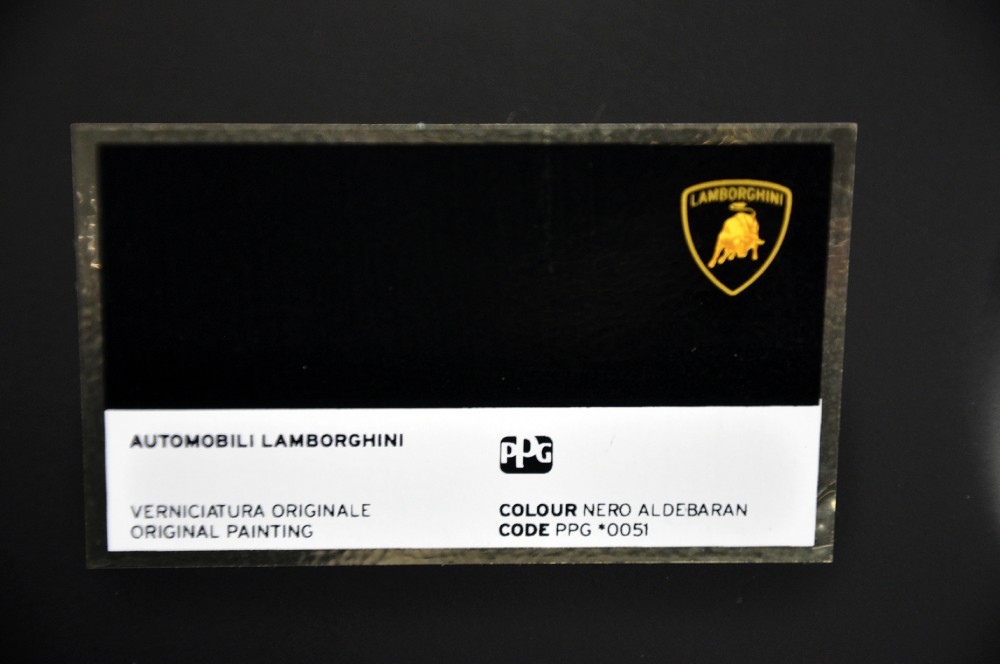 LAMBORGHINI
AUTOMOBILI LAMBORGHINI
PPG
VERNICIATURA ORIGINALE
ORIGINAL PAINTING
COLOUR NERO ALDEBARAN
CODE PPG *0051